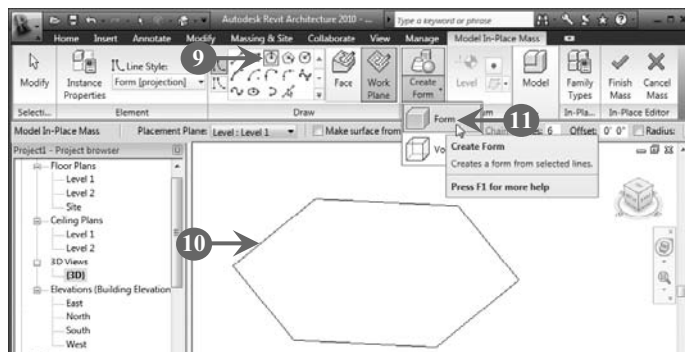 Autodesk Revit Architecture 2010 - ...
Type a keyword or phrase
Home Insert Annotate Modify Massing & Site Collaborate View Manage Model In-Place Mass
9
Modify
Instance Properties
Line Style:
Form [projection]
Face
Work Plane
Create Form
Level
Model
Family Types
Finish Mass
Cancel Mass
Selecti... Element Draw In-Pla... In-Place Editor
Model In-Place Mass Placement Plane: Level : Level 1 Make surface from Chain 6 Offset: 0' 0" Radius:
Form
11
Create Form
Creates a form from selected lines.
Press F1 for more help
Project1 - Project browser
Floor Plans
Level 1
Level 2
Site
Ceiling Plans
Level 1
Level 2
3D Views
{3D}
Elevations (Building Elevation
East
North
South
West
10